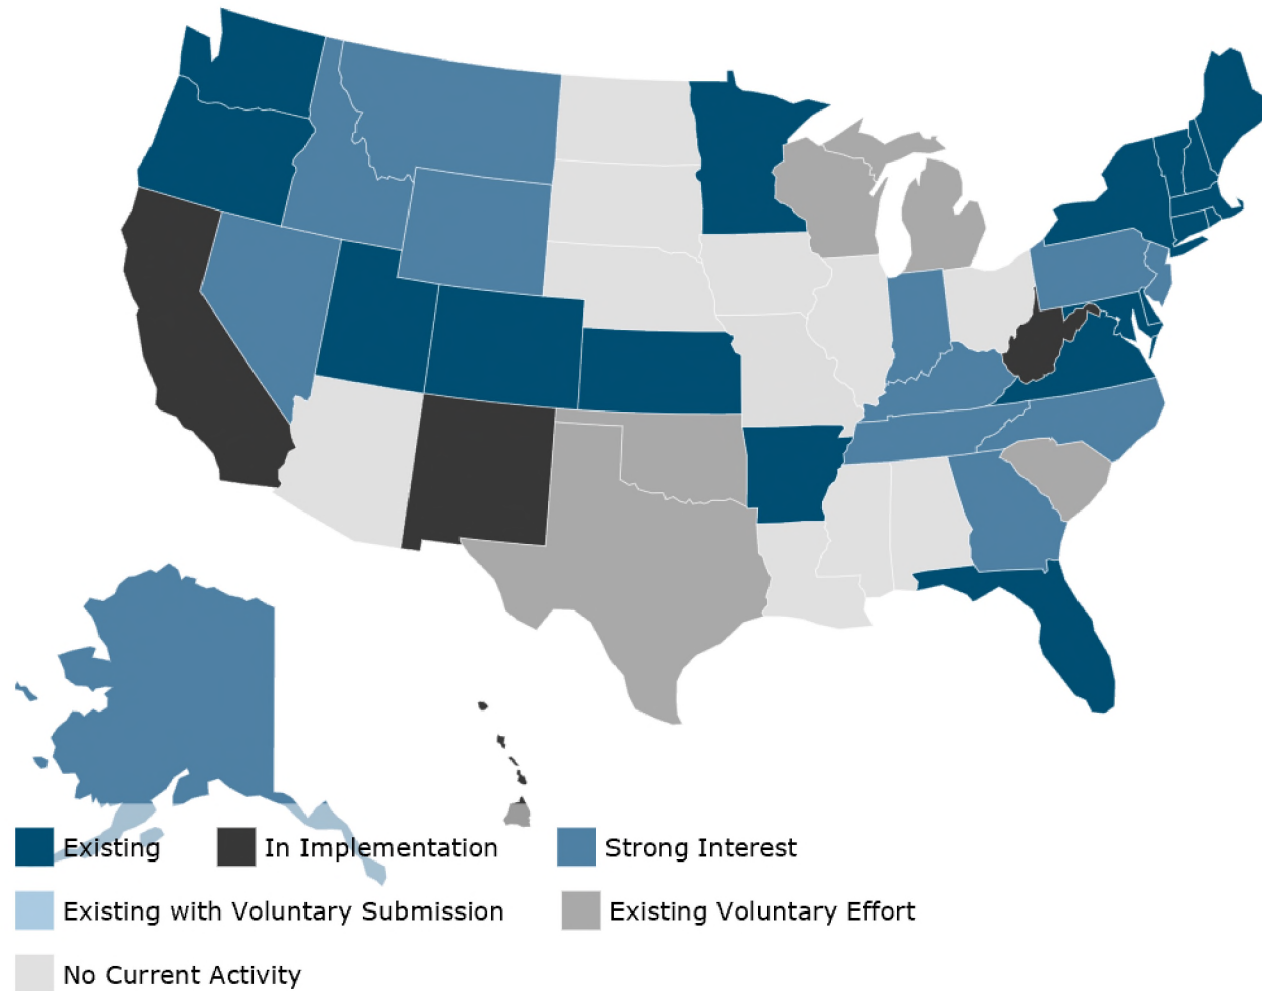 Existing In Implementation Strong Interest
Existing with Voluntary Submission Existing Voluntary Effort
No Current Activity